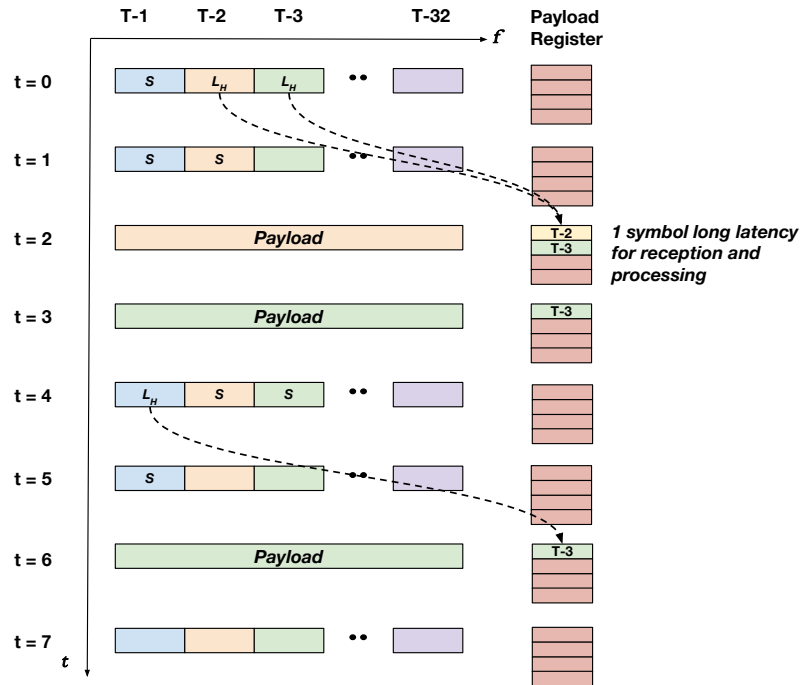 T-1 T-2 T-3 T-32 Payload Register
f
t = 0 S L_H L_H ••
t = 1 S S ••
t = 2 Payload T-2 1 symbol long latency
T-3 for reception and
processing
t = 3 Payload T-3
t = 4 L_H S S ••
t = 5 S ••
t = 6 Payload T-3
t = 7 ••
t